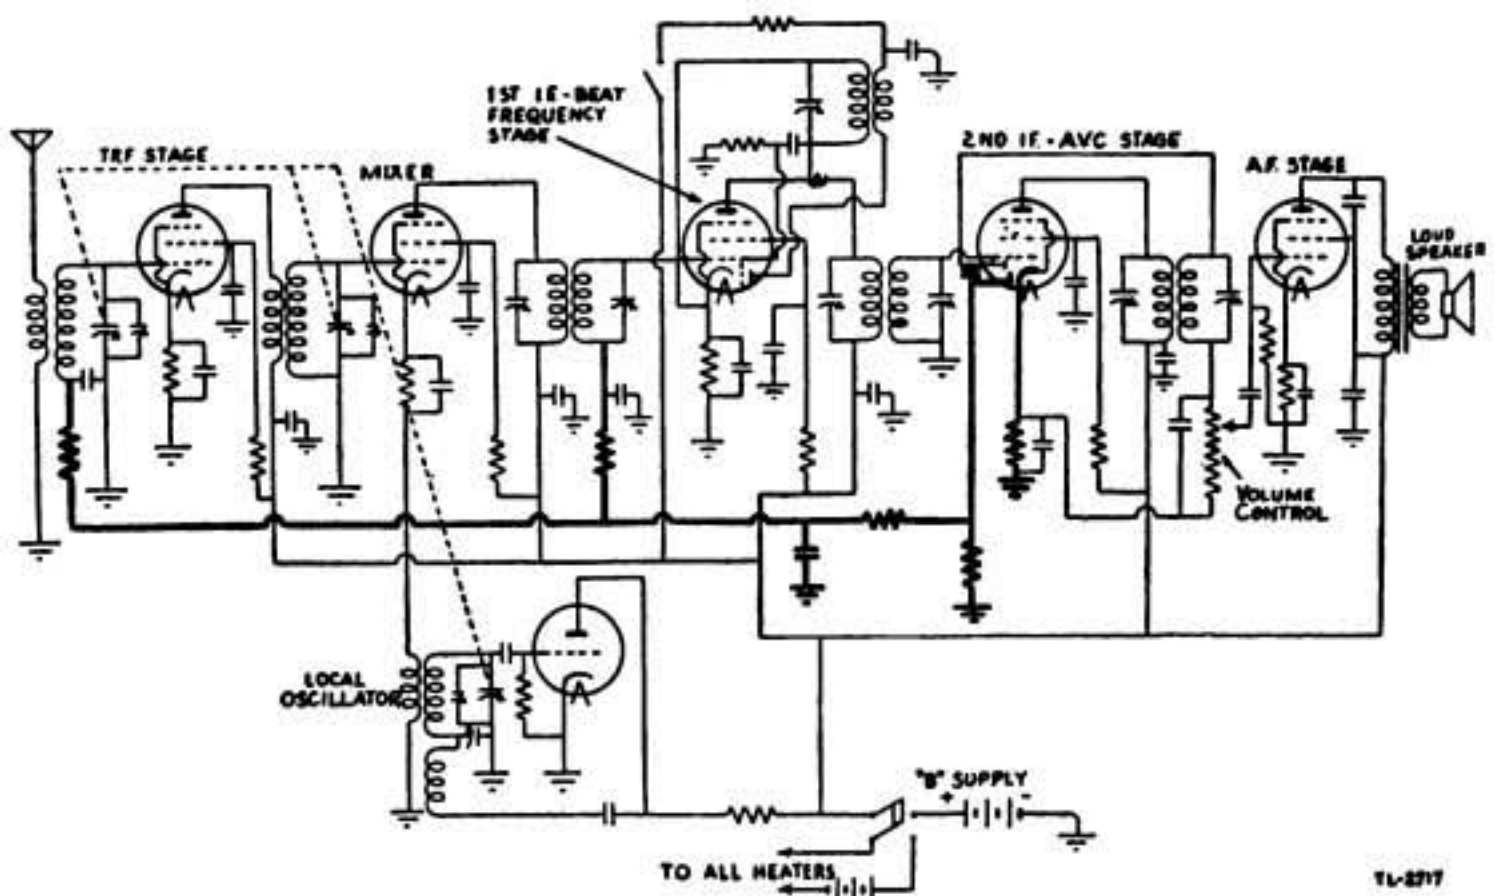 TRF STAGE
MIXER
1ST IF-BEAT
FREQUENCY
STAGE
2ND IF.-AVC STAGE
A.F. STAGE
LOUD
SPEAKER
VOLUME
CONTROL
LOCAL
OSCILLATOR
"B" SUPPLY
+ -
TO ALL HEATERS
TL-8217